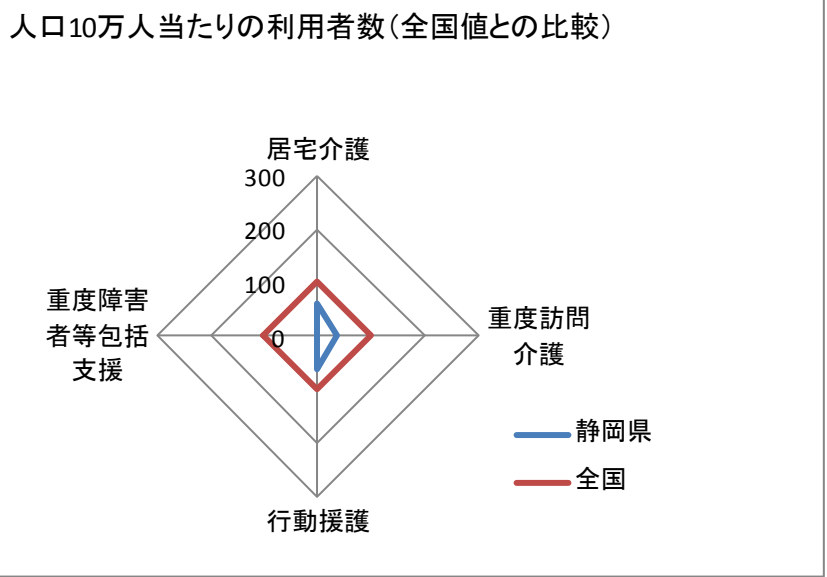 人口10万人当たりの利用者数（全国値との比較）
居宅介護
300
200
100
0
重度障害
者等包括
支援
重度訪問
介護
静岡県
全国
行動援護